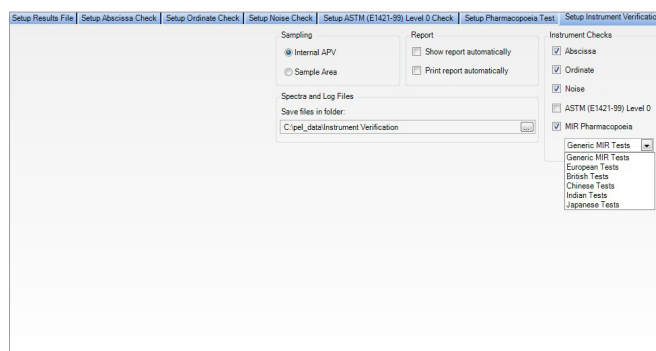 Setup Results File Setup Abscissa Check Setup Ordinate Check Setup Noise Check Setup ASTM (E1421-99) Level 0 Check Setup Pharmacopoeia Test Setup Instrument Verificatio
Sampling
Internal APV
Sample Area
Report
Show report automatically
Print report automatically
Spectra and Log Files
Save files in folder:
C:\pel_data\Instrument Verification ...
Instrument Checks
Abscissa
Ordinate
Noise
ASTM (E1421-99) Level 0
MIR Pharmacopoeia
Generic MIR Tests
Generic MIR Tests
European Tests
British Tests
Chinese Tests
Indian Tests
Japanese Tests